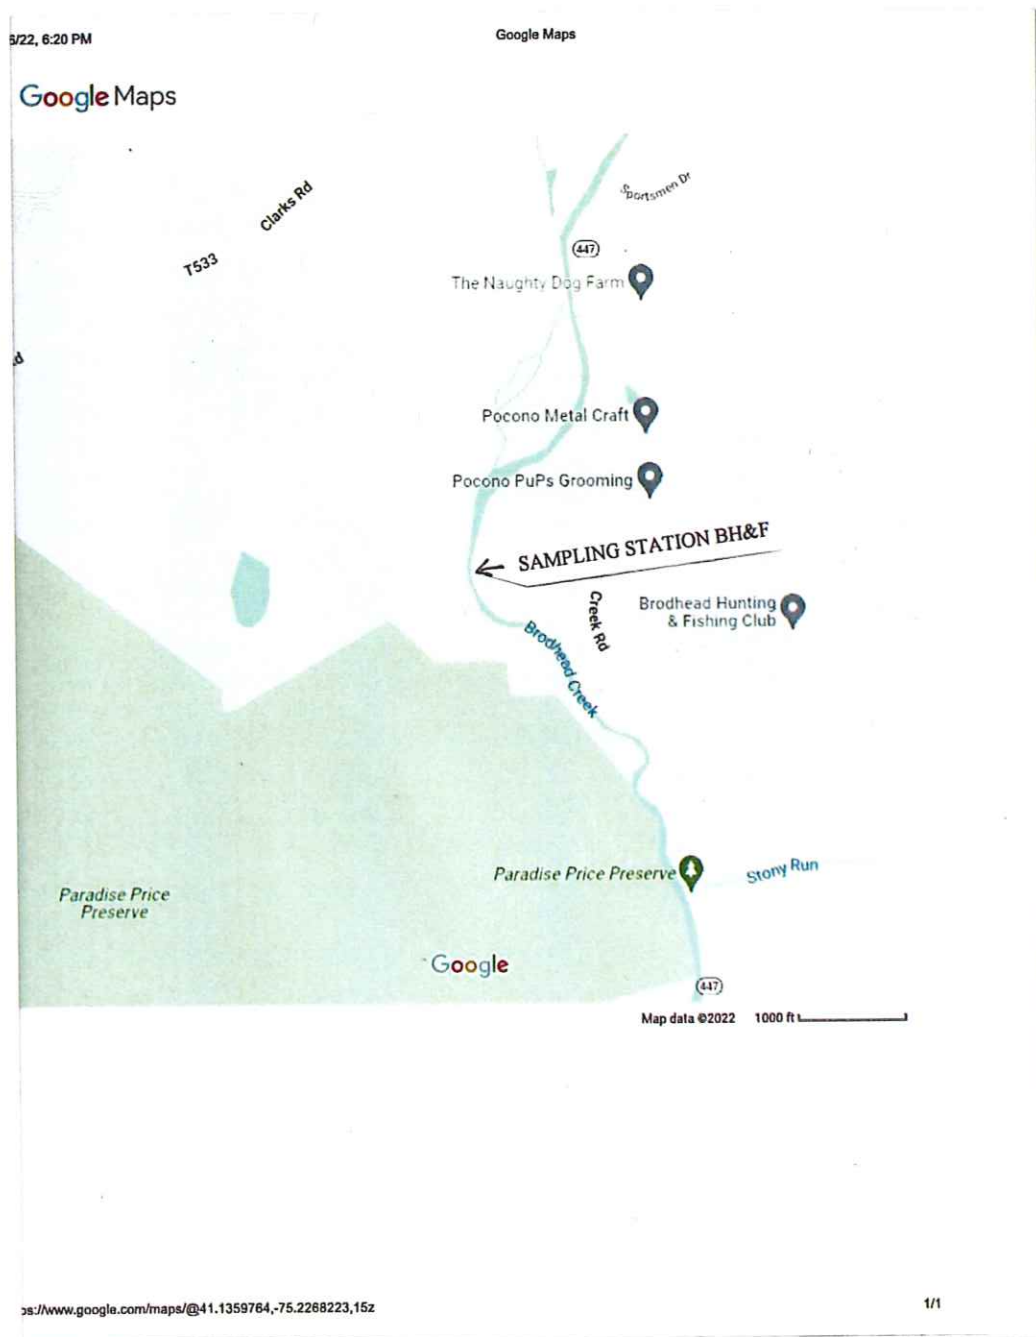 6/22, 6:20 PM
Google Maps
Google Maps
Sportsmen Dr
Clarks Rd
447
T533
The Naughty Dog Farm
d
Pocono Metal Craft
Pocono PuPs Grooming
SAMPLING STATION BH&F
Creek Rd
Brodhead Hunting
& Fishing Club
Brodhead Creek
Paradise Price Preserve
Stony Run
Paradise Price
Preserve
Google
447
Map data ©2022 1000 ft
ps://www.google.com/maps/@41.1359764,-75.2268223,15z
1/1